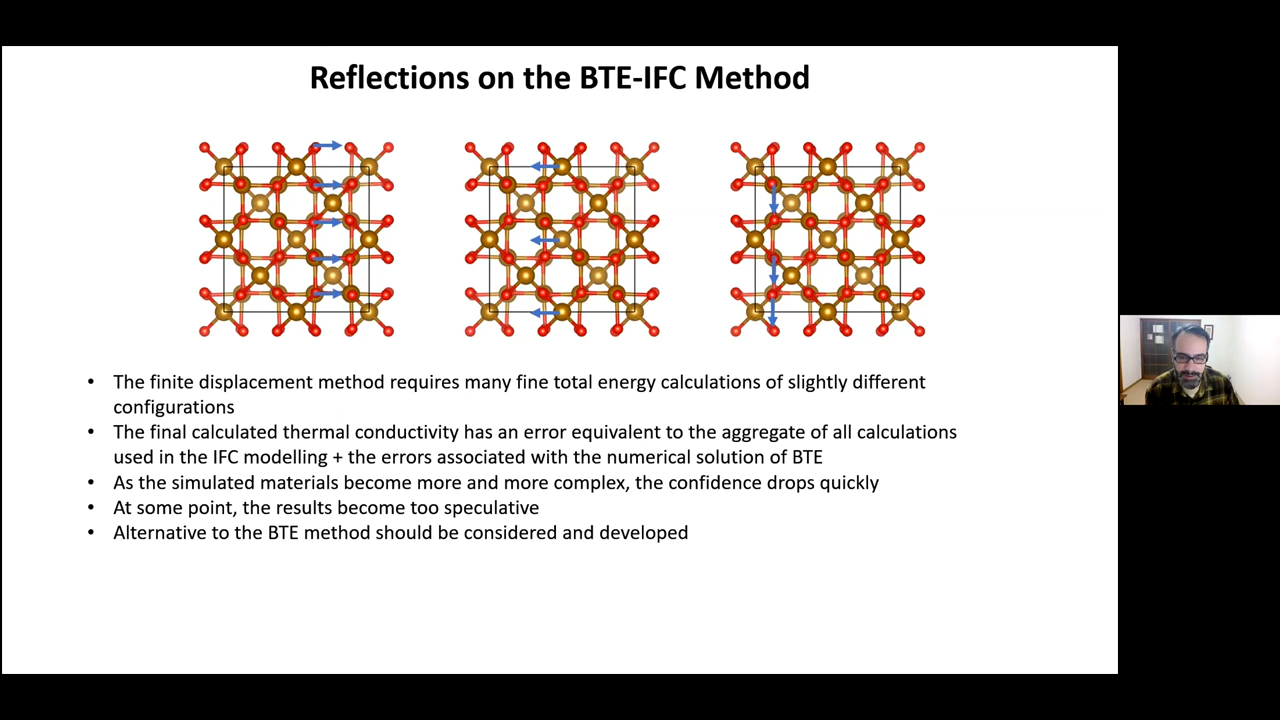 Reflections on the BTE-IFC Method
• The finite displacement method requires many fine total energy calculations of slightly different
configurations
• The final calculated thermal conductivity has an error equivalent to the aggregate of all calculations
used in the IFC modelling + the errors associated with the numerical solution of BTE
• As the simulated materials become more and more complex, the confidence drops quickly
• At some point, the results become too speculative
• Alternative to the BTE method should be considered and developed